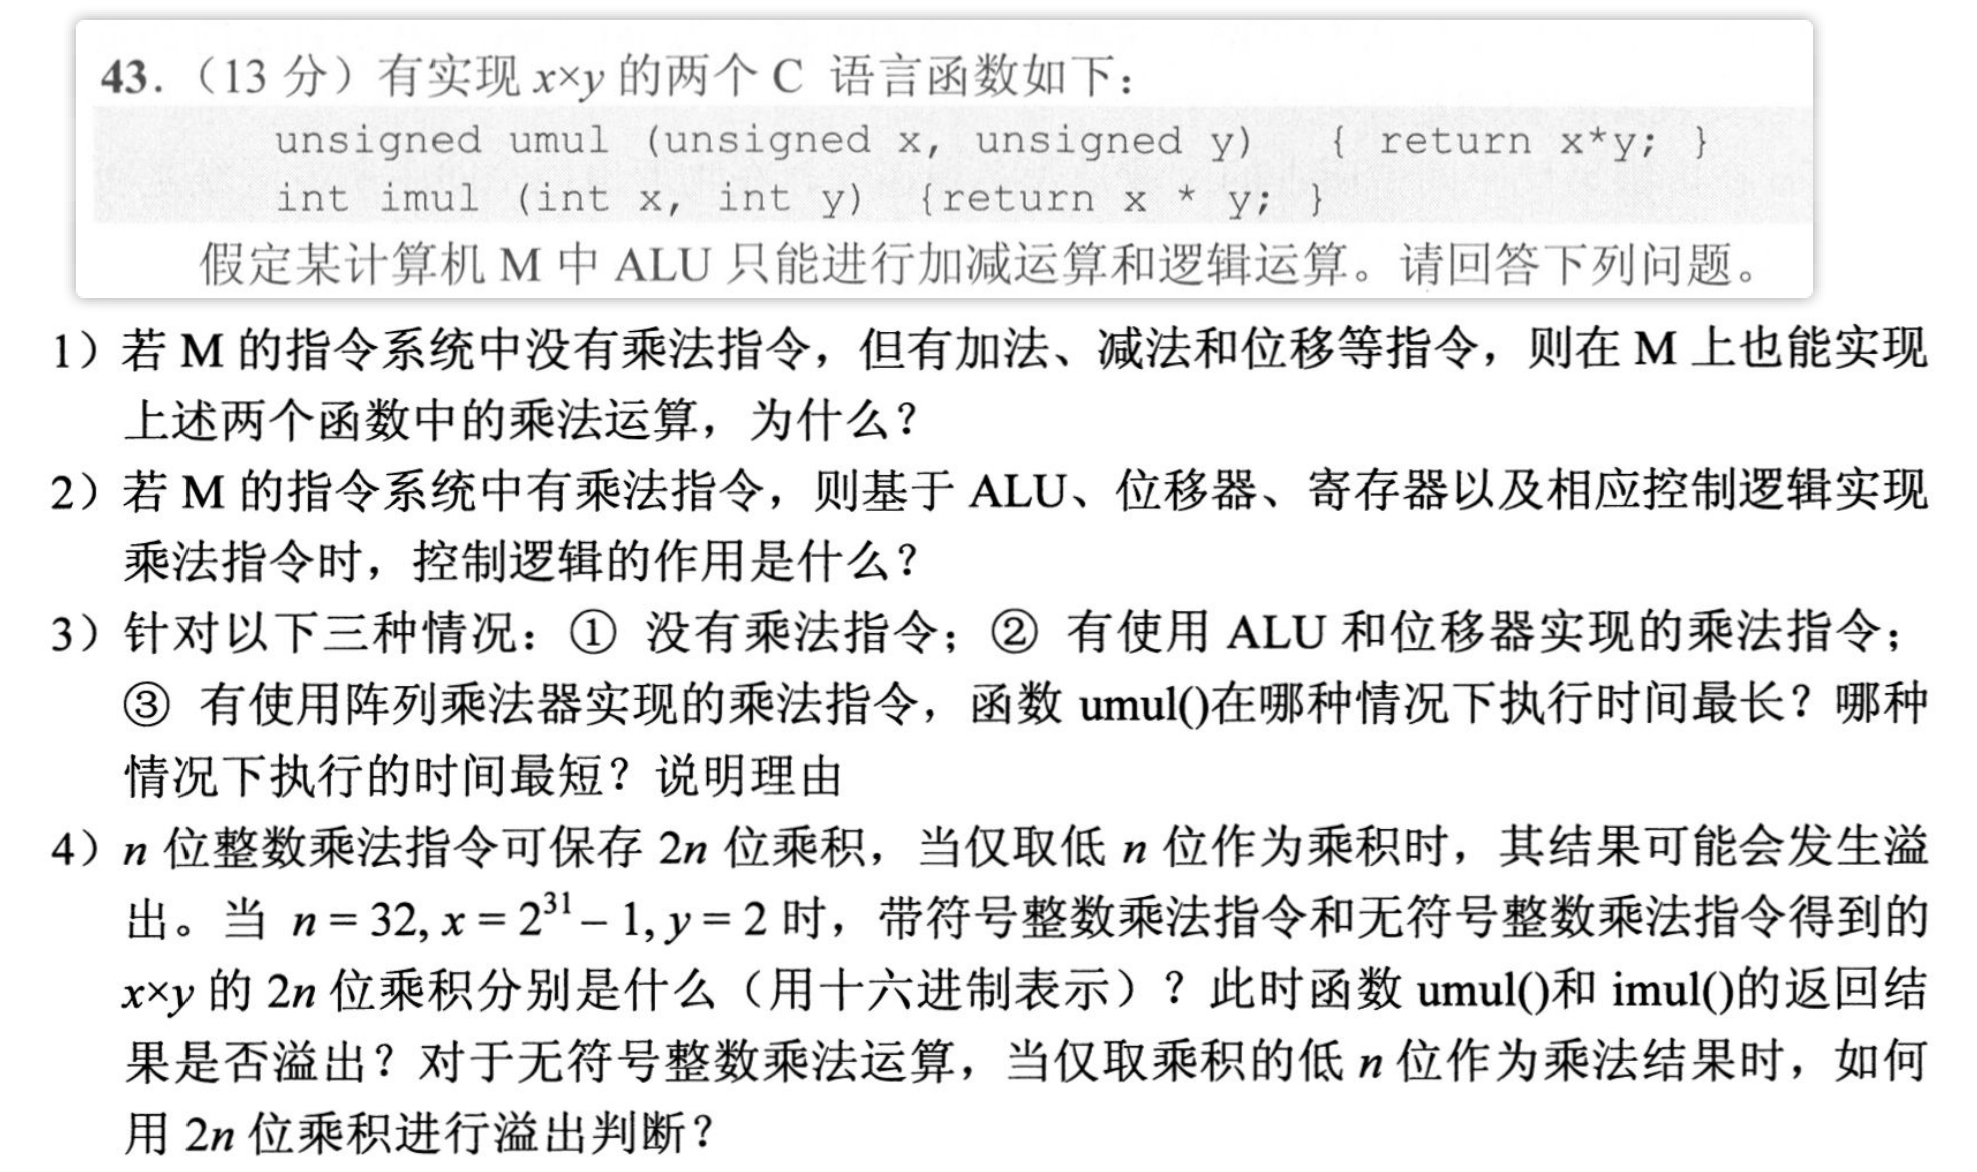 43.（13 分）有实现 x×y 的两个 C 语言函数如下：
unsigned umul (unsigned x, unsigned y) { return x*y; }
int imul (int x, int y) {return x * y; }
假定某计算机 M 中 ALU 只能进行加减运算和逻辑运算。请回答下列问题。
1）若 M 的指令系统中没有乘法指令，但有加法、减法和位移等指令，则在 M 上也能实现
上述两个函数中的乘法运算，为什么？
2）若 M 的指令系统中有乘法指令，则基于 ALU、位移器、寄存器以及相应控制逻辑实现
乘法指令时，控制逻辑的作用是什么？
3）针对以下三种情况：① 没有乘法指令；② 有使用 ALU 和位移器实现的乘法指令；
③ 有使用阵列乘法器实现的乘法指令，函数 umul()在哪种情况下执行时间最长？哪种
情况下执行的时间最短？说明理由
4）n 位整数乘法指令可保存 2n 位乘积，当仅取低 n 位作为乘积时，其结果可能会发生溢
出。当 n = 32, x = 2³¹ – 1, y = 2 时，带符号整数乘法指令和无符号整数乘法指令得到的
x×y 的 2n 位乘积分别是什么（用十六进制表示）？此时函数 umul()和 imul()的返回结
果是否溢出？对于无符号整数乘法运算，当仅取乘积的低 n 位作为乘法结果时，如何
用 2n 位乘积进行溢出判断？